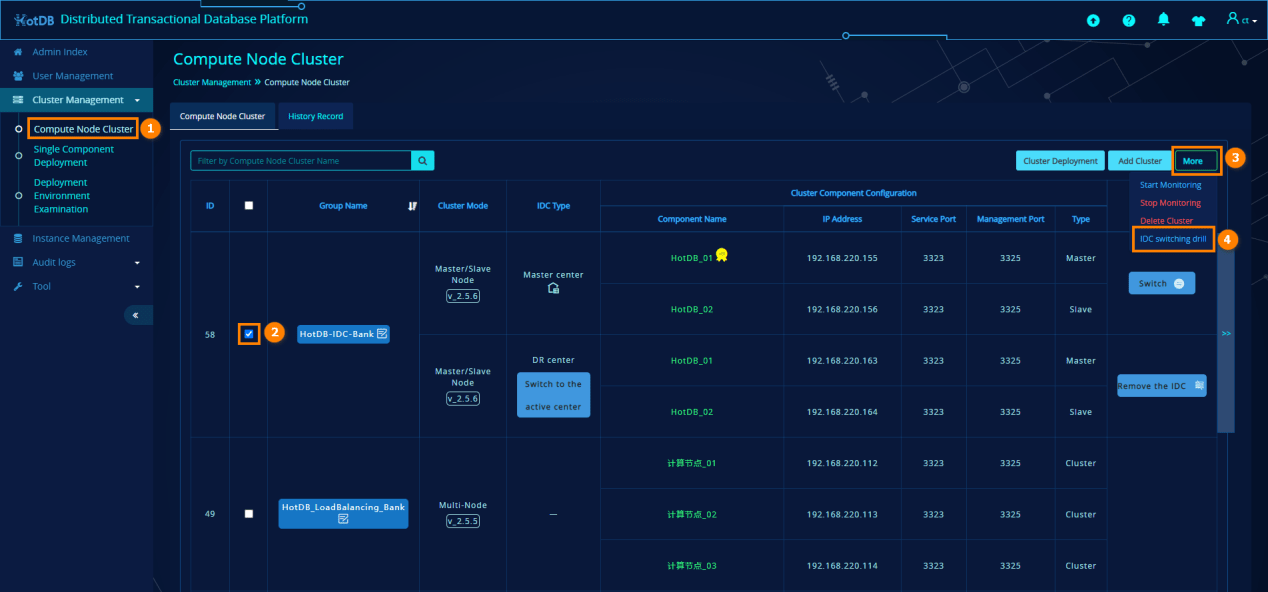 HotDB Distributed Transactional Database Platform
ct
Admin Index
User Management
Cluster Management
Compute Node Cluster
1
Single Component
Deployment
Deployment
Environment
Examination
Instance Management
Audit logs
Tool
«
Compute Node Cluster
Cluster Management » Compute Node Cluster
Compute Node Cluster History Record
Filter by Compute Node Cluster Name
Cluster Deployment Add Cluster More 3
Start Monitoring
Stop Monitoring
Delete Cluster
IDC switching drill 4
ID Group Name Cluster Mode IDC Type Cluster Component Configuration
Component Name IP Address Service Port Management Port Type
58 2 HotDB-IDC-Bank
Master/Slave
Node
v_2.5.6
Master center
HotDB_01 192.168.220.155 3323 3325 Master
HotDB_02 192.168.220.156 3323 3325 Slave
Switch
Master/Slave
Node
v_2.5.6
DR center
Switch to the
active center
HotDB_01 192.168.220.163 3323 3325 Master
HotDB_02 192.168.220.164 3323 3325 Slave
Remove the IDC
>>
49 HotDB_LoadBalancing_Bank
Multi-Node
v_2.5.5
—
计算节点_01 192.168.220.112 3323 3325 Cluster
计算节点_02 192.168.220.113 3323 3325 Cluster
计算节点_03 192.168.220.114 3323 3325 Cluster